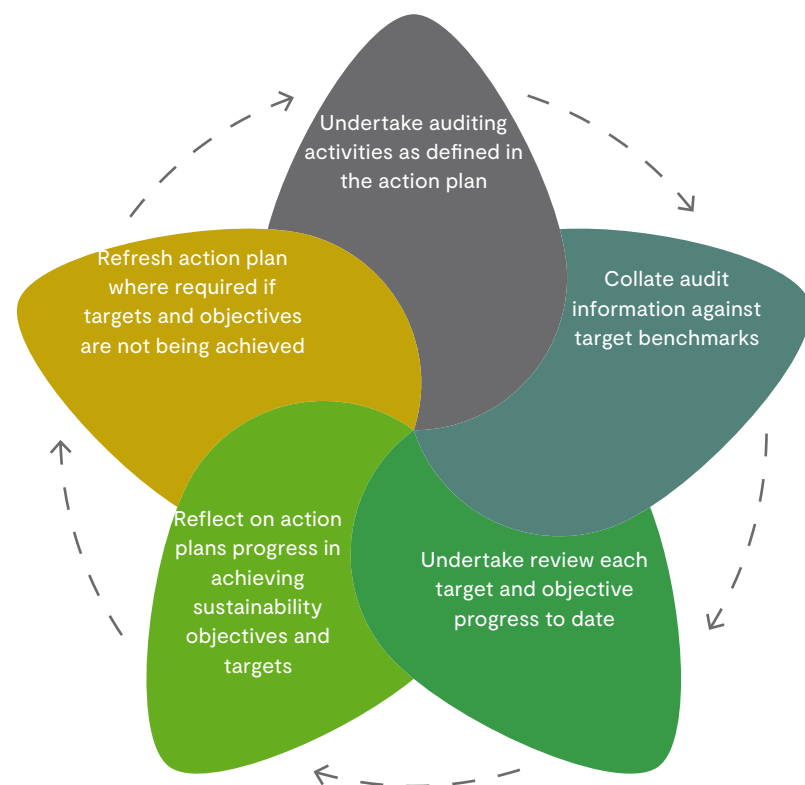 Undertake auditing
activities as defined in
the action plan
Collate audit
information against
target benchmarks
Undertake review each
target and objective
progress to date
Reflect on action
plans progress in
achieving
sustainability
objectives and
targets
Refresh action plan
where required if
targets and objectives
are not being achieved